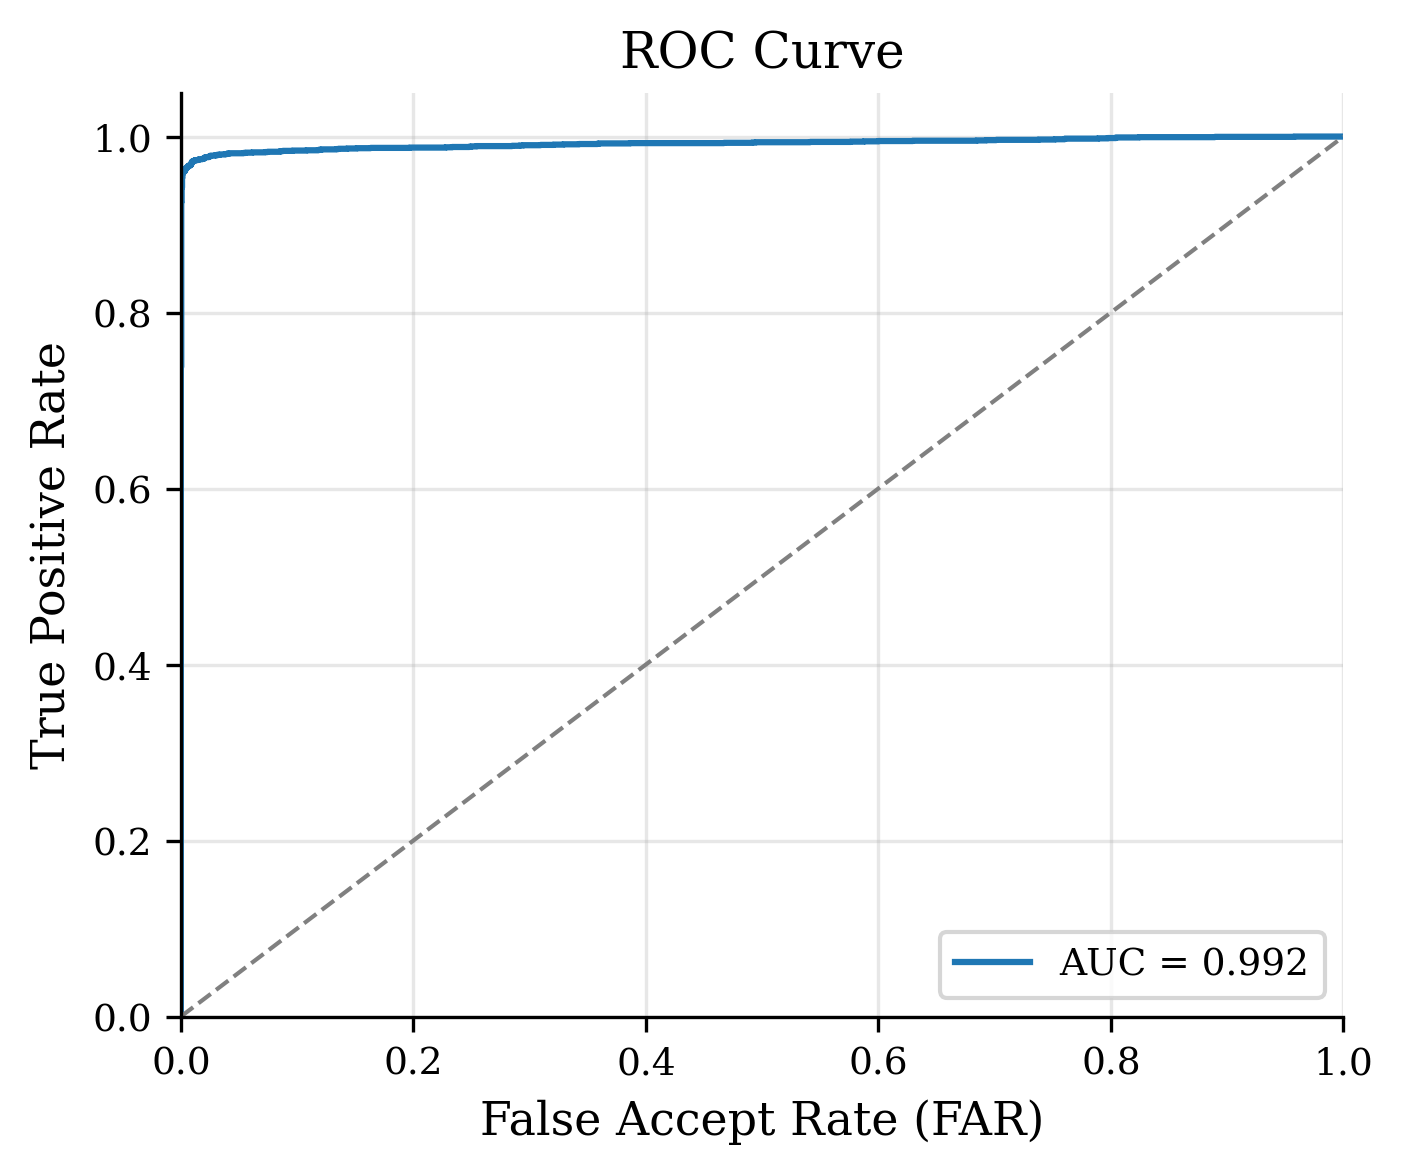 ROC Curve
1.0
0.8
0.6
0.4
0.2
0.0
True Positive Rate
0.0 0.2 0.4 0.6 0.8 1.0
False Accept Rate (FAR)
AUC = 0.992